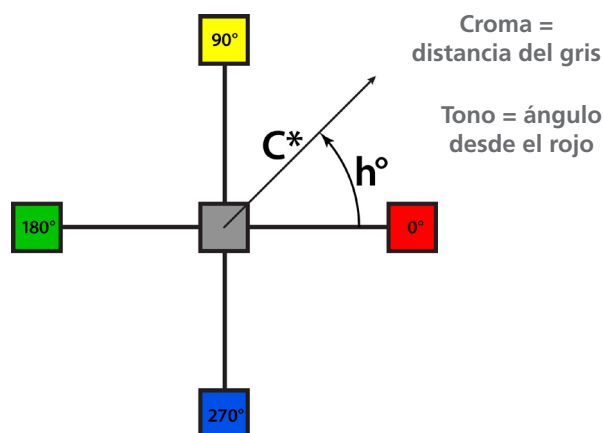 Croma =
distancia del gris
Tono = ángulo
desde el rojo
90°
C*
h°
180°
0°
270°